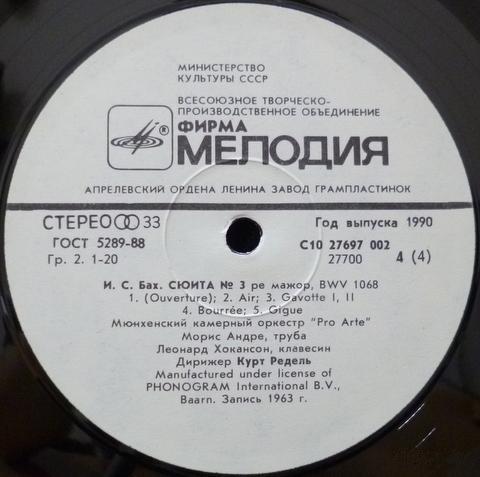 МИНИСТЕРСТВО
КУЛЬТУРЫ СССР
ВСЕСОЮЗНОЕ ТВОРЧЕСКО-
ПРОИЗВОДСТВЕННОЕ ОБЪЕДИНЕНИЕ
® ФИРМА
МЕЛОДИЯ
АПРЕЛЕВСКИЙ ОРДЕНА ЛЕНИНА ЗАВОД ГРАМПЛАСТИНОК
СТЕРЕО 33
Год выпуска 1990
ГОСТ 5289-88
С10 27697 002
Гр. 2. 1-20
27700 4 (4)
И. С. Бах. СЮИТА № 3 ре мажор, BWV 1068
1. (Ouverture); 2. Air; 3. Gavotte I, II
4. Bourrée; 5. Gigue
Мюнхенский камерный оркестр "Pro Arte"
Морис Андре, труба
Леонард Хокансон, клавесин
Дирижер Курт Редель
Manufactured under license of
PHONOGRAM International B.V.,
Baarn. Запись 1963 г.